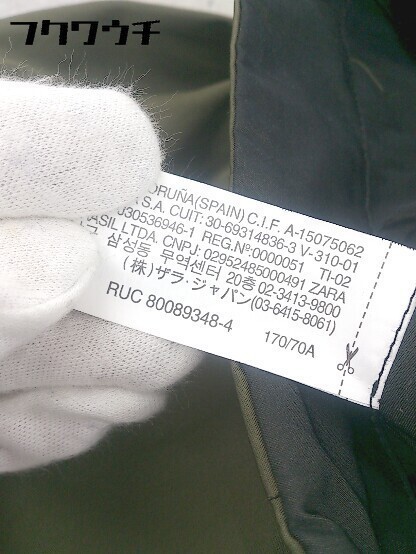 フクワウチ
ORUÑA(SPAIN) C.I.F. A-15075062
S.A. CUIT: 30-69314836-3 V-310-01
030536946-1 REG.Nº0000051 TI-02
ASIL LTDA. CNPJ: 02952485000491 ZARA
삼성동 무역센터 20층 02-3413-9800
(株)ザラ・ジャパン(03-6415-8061)
RUC 80089348-4
170/70A